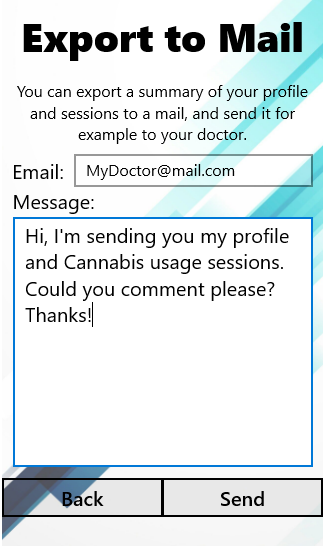 Export to Mail
You can export a summary of your profile
and sessions to a mail, and send it for
example to your doctor.
Email: MyDoctor@mail.com
Message:
Hi, I'm sending you my profile
and Cannabis usage sessions.
Could you comment please?
Thanks!
Back Send